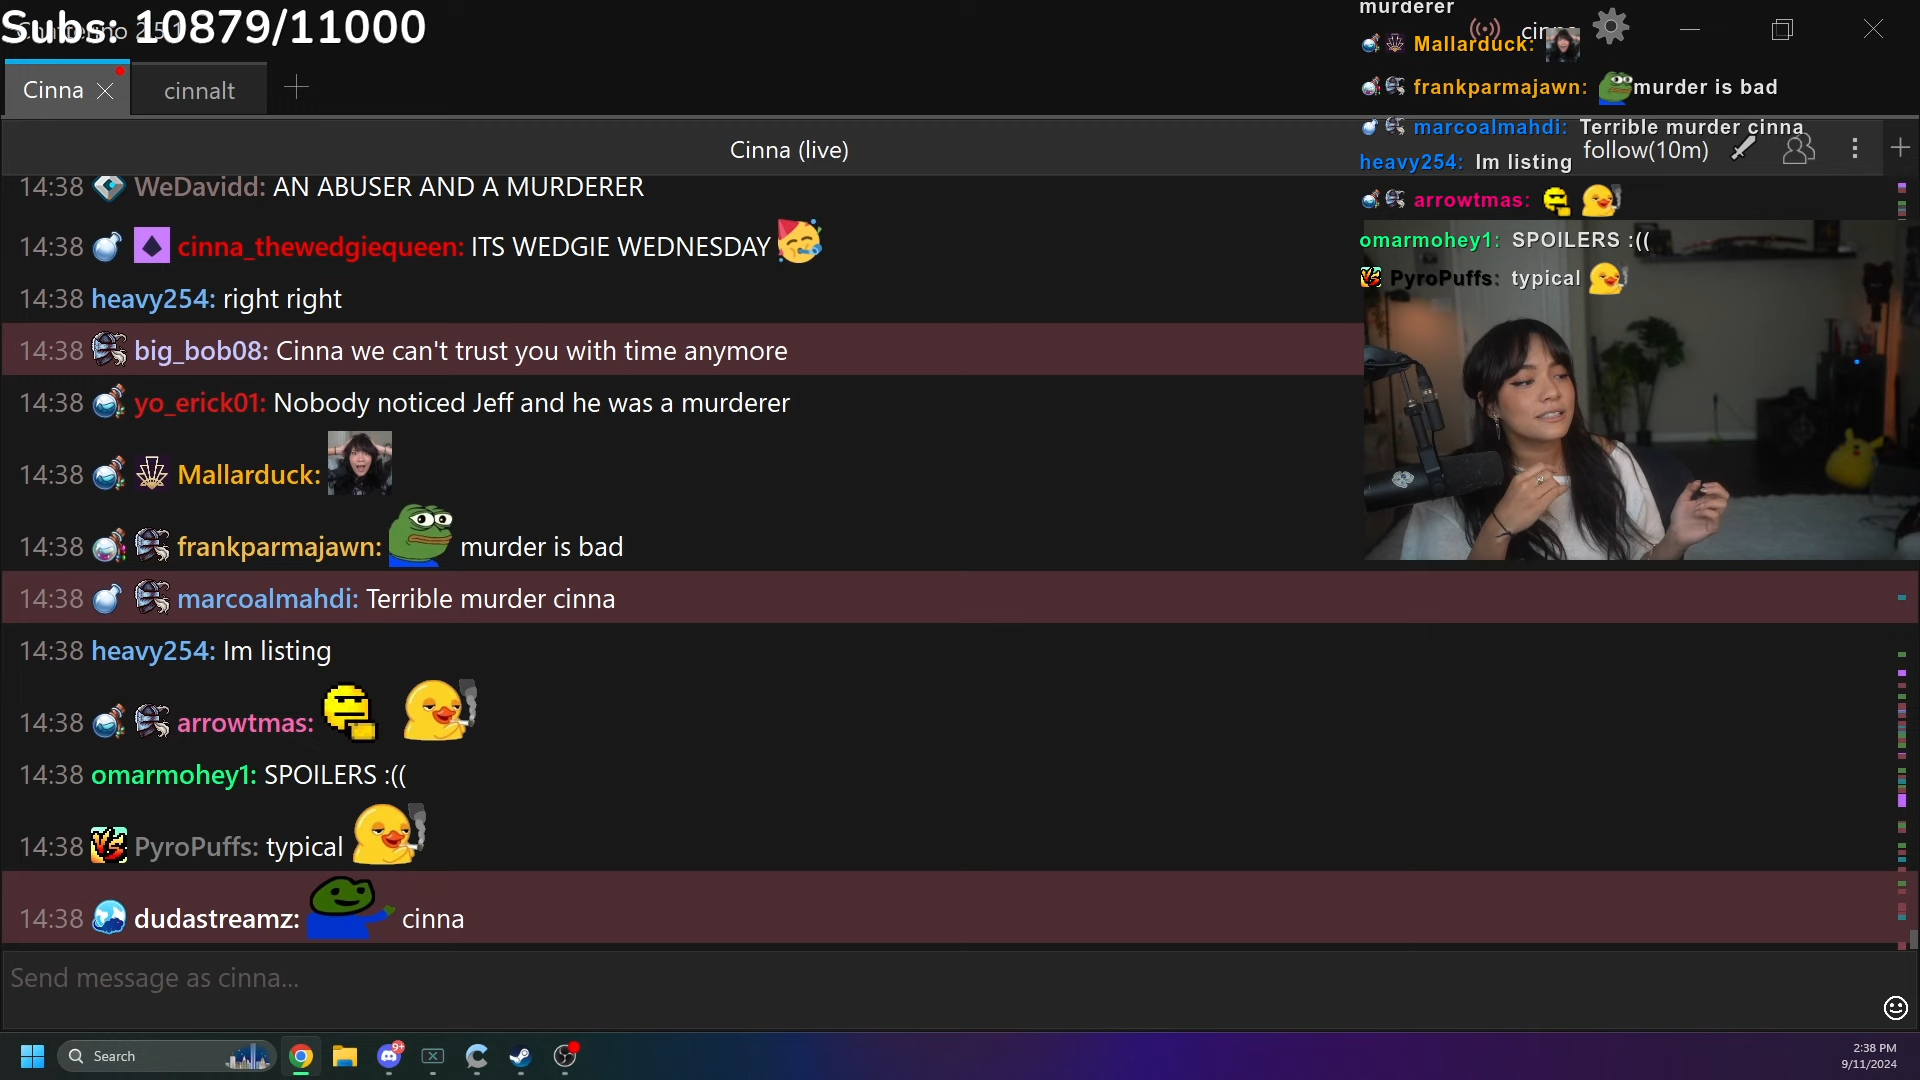 Subs: 10879/11000
Cinna
cinnalt
Cinna (live)
follow(10m)
14:38 WeDavidd: AN ABUSER AND A MURDERER
14:38 cinna_thewedgiequeen: ITS WEDGIE WEDNESDAY
14:38 heavy254: right right
14:38 big_bob08: Cinna we can't trust you with time anymore
14:38 yo_erick01: Nobody noticed Jeff and he was a murderer
14:38 Mallarduck:
14:38 frankparmajawn: murder is bad
14:38 marcoalmahdi: Terrible murder cinna
14:38 heavy254: Im listing
14:38 arrowtmas:
14:38 omarmohey1: SPOILERS :((
14:38 PyroPuffs: typical
14:38 dudastreamz: cinna
Send message as cinna...
murderer
Mallarduck:
frankparmajawn: murder is bad
marcoalmahdi: Terrible murder cinna
heavy254: Im listing
arrowtmas:
omarmohey1: SPOILERS :((
PyroPuffs: typical
Search
9+
2:38 PM
9/11/2024